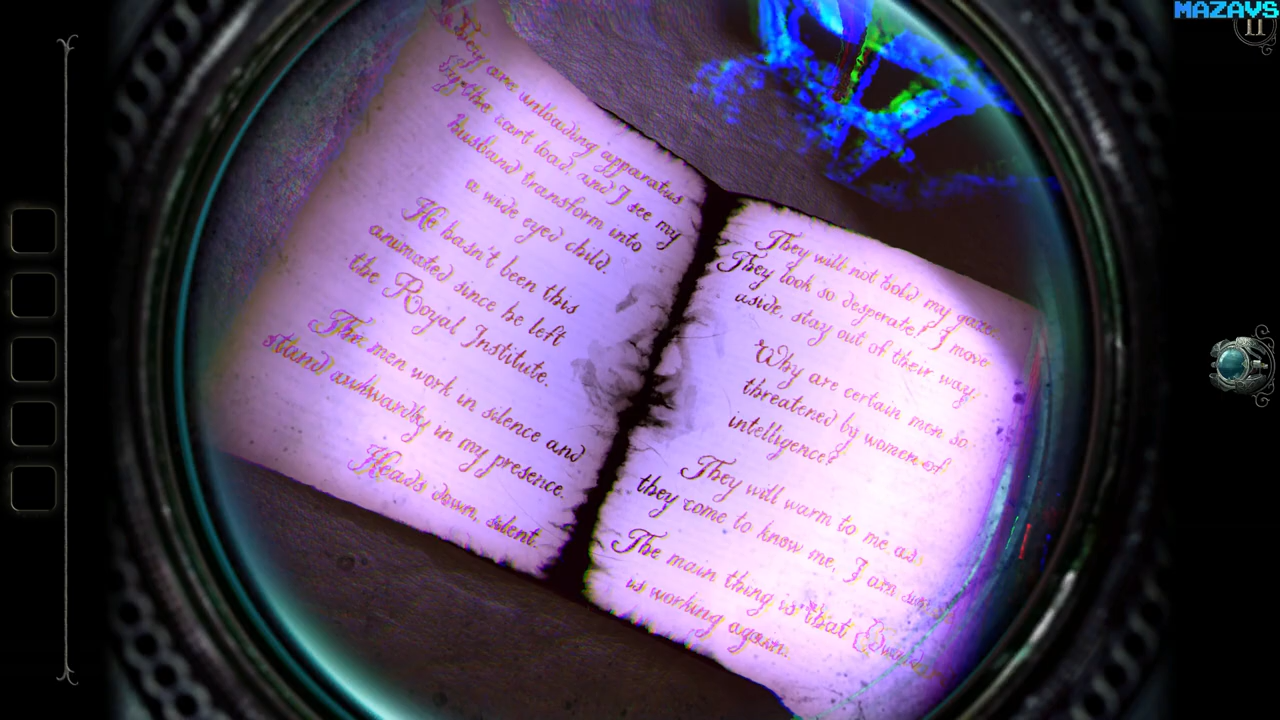 MAZAVS
They are unloading apparatus
by the cart load, and I see my
husband transform into
a wide eyed child.
He hasn't been this
animated since he left
the Royal Institute.
The men work in silence and
stand awkwardly in my presence.
Heads down, silent.
They will not hold my gaze.
They look so desperate! I move
aside, stay out of their way.
Why are certain men so
threatened by women of
intelligence?
They will warm to me as
they come to know me, I am
The main thing is that Edward
is working again.